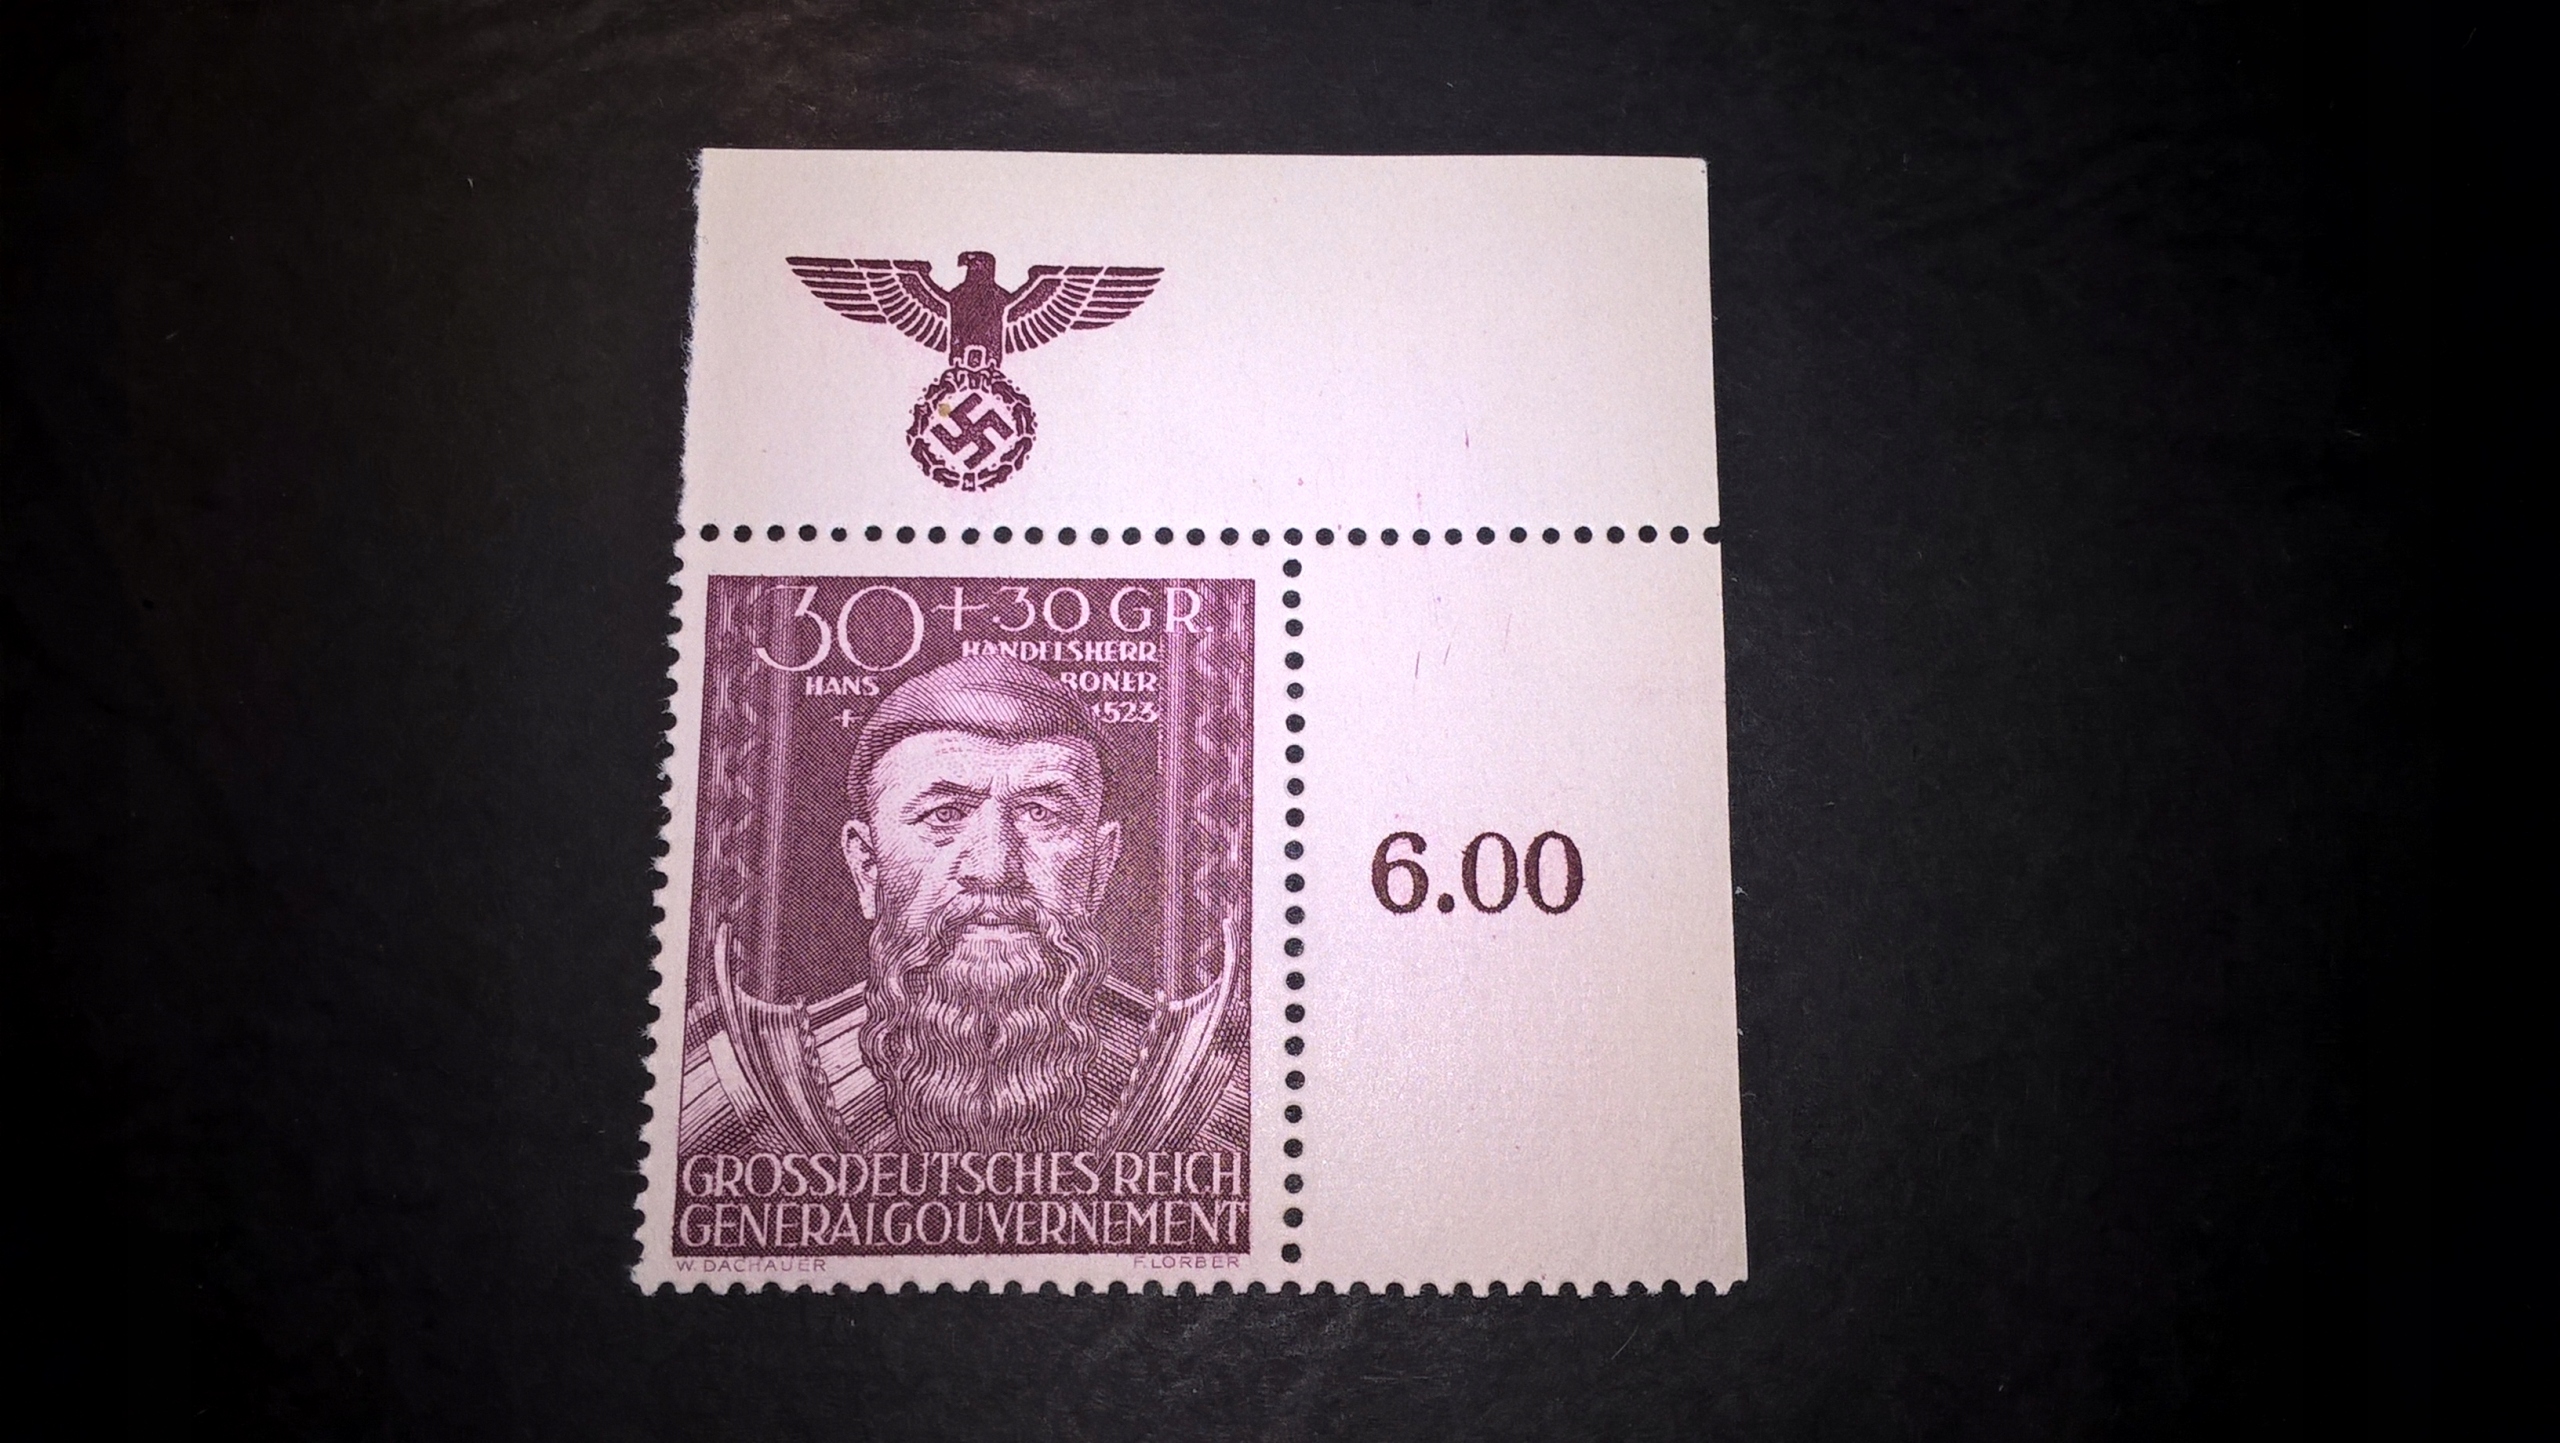 30 + 30 GR.
HANDELSHERR
HANS BONER
+ 1523
6.00
GROSSDEUTSCHES REICH
GENERALGOUVERNEMENT
W. DACHAUER F. LORBER